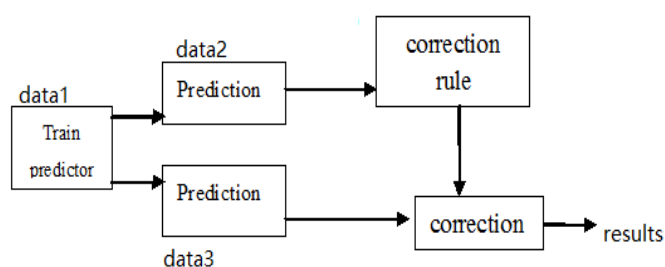 data1
Train
predictor
data2
Prediction
correction
rule
Prediction
data3
correction
results